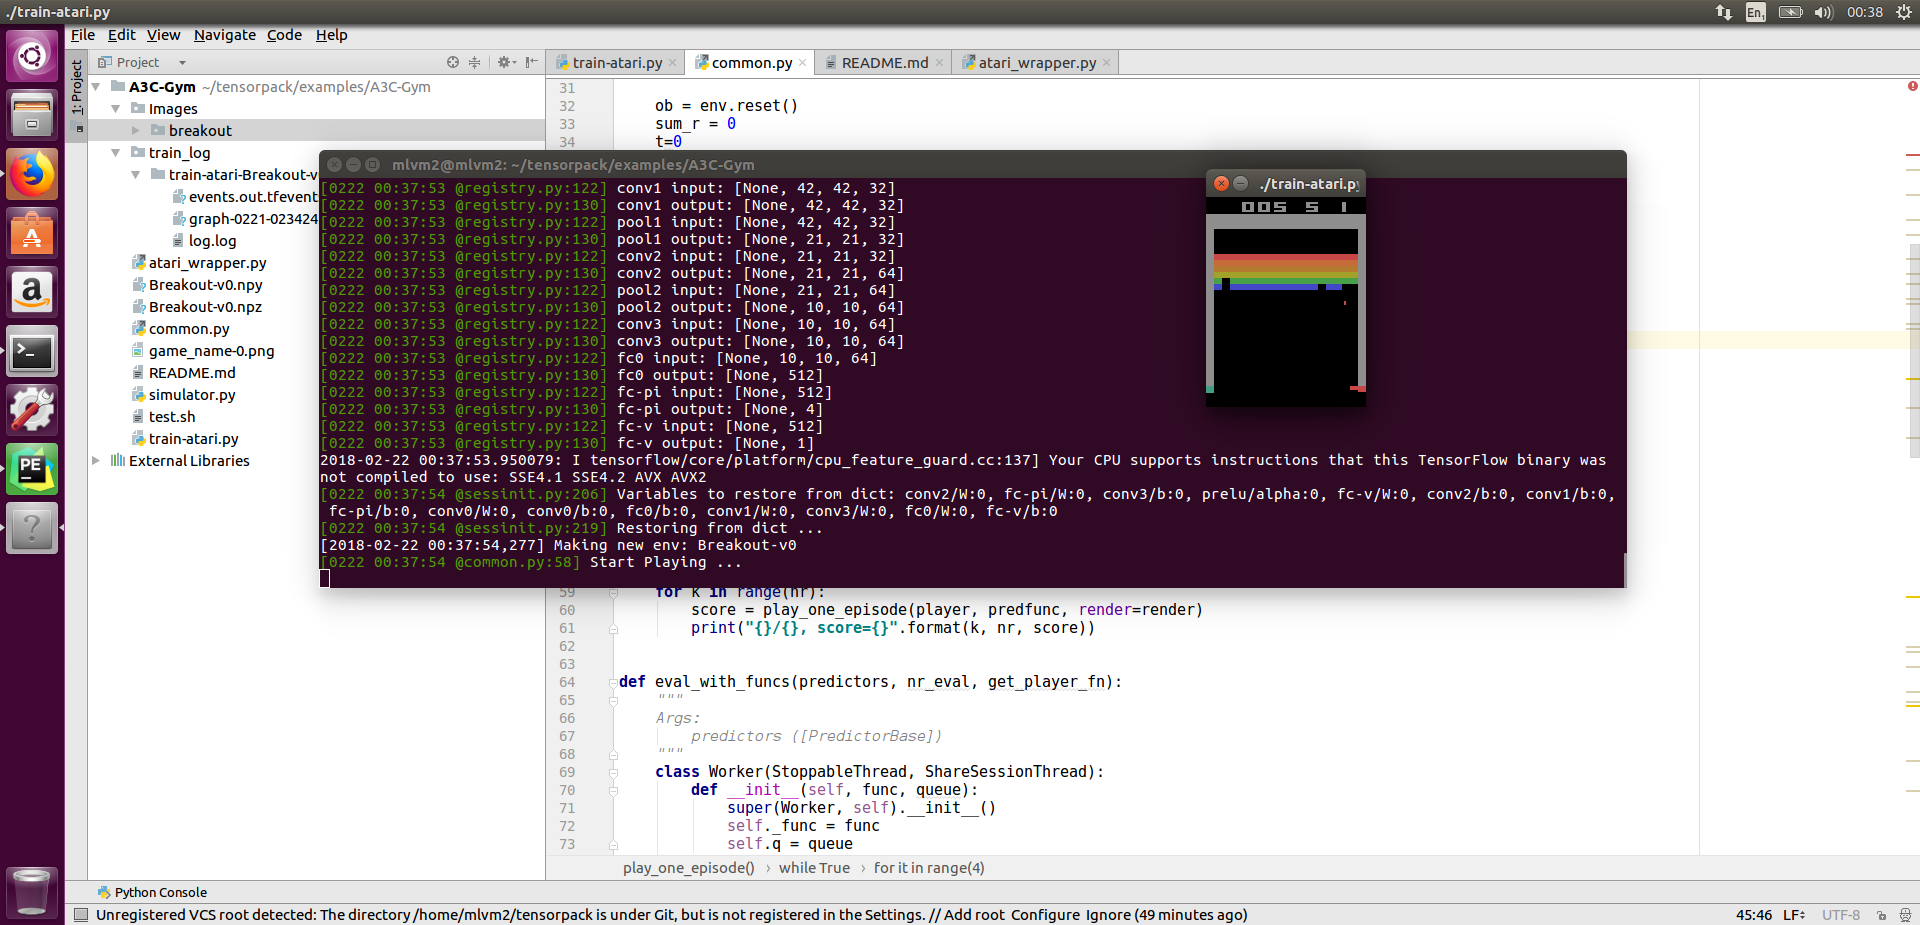 ./train-atari.py
En1
00:38
File Edit View Navigate Code Help
1: Project
Project
train-atari.py
common.py
README.md
atari_wrapper.py
A3C-Gym ~/tensorpack/examples/A3C-Gym
Images
breakout
train_log
train-atari-Breakout-v
events.out.tfevent
graph-0221-023424
log.log
atari_wrapper.py
Breakout-v0.npy
Breakout-v0.npz
common.py
game_name-0.png
README.md
simulator.py
test.sh
train-atari.py
External Libraries
31
32 ob = env.reset()
33 sum_r = 0
34 t=0
mlvm2@mlvm2: ~/tensorpack/examples/A3C-Gym
[0222 00:37:53 @registry.py:122] conv1 input: [None, 42, 42, 32]
[0222 00:37:53 @registry.py:130] conv1 output: [None, 42, 42, 32]
[0222 00:37:53 @registry.py:122] pool1 input: [None, 42, 42, 32]
[0222 00:37:53 @registry.py:130] pool1 output: [None, 21, 21, 32]
[0222 00:37:53 @registry.py:122] conv2 input: [None, 21, 21, 32]
[0222 00:37:53 @registry.py:130] conv2 output: [None, 21, 21, 64]
[0222 00:37:53 @registry.py:122] pool2 input: [None, 21, 21, 64]
[0222 00:37:53 @registry.py:130] pool2 output: [None, 10, 10, 64]
[0222 00:37:53 @registry.py:122] conv3 input: [None, 10, 10, 64]
[0222 00:37:53 @registry.py:130] conv3 output: [None, 10, 10, 64]
[0222 00:37:53 @registry.py:122] fc0 input: [None, 10, 10, 64]
[0222 00:37:53 @registry.py:130] fc0 output: [None, 512]
[0222 00:37:53 @registry.py:122] fc-pi input: [None, 512]
[0222 00:37:53 @registry.py:130] fc-pi output: [None, 4]
[0222 00:37:53 @registry.py:122] fc-v input: [None, 512]
[0222 00:37:53 @registry.py:130] fc-v output: [None, 1]
2018-02-22 00:37:53.950079: I tensorflow/core/platform/cpu_feature_guard.cc:137] Your CPU supports instructions that this TensorFlow binary was
not compiled to use: SSE4.1 SSE4.2 AVX AVX2
[0222 00:37:54 @sessinit.py:206] Variables to restore from dict: conv2/W:0, fc-pi/W:0, conv3/b:0, prelu/alpha:0, fc-v/W:0, conv2/b:0, conv1/b:0,
fc-pi/b:0, conv0/W:0, conv0/b:0, fc0/b:0, conv1/W:0, conv3/W:0, fc0/W:0, fc-v/b:0
[0222 00:37:54 @sessinit.py:219] Restoring from dict ...
[2018-02-22 00:37:54,277] Making new env: Breakout-v0
[0222 00:37:54 @common.py:58] Start Playing ...
./train-atari.py
005 5 1
59 for k in range(nr):
60 score = play_one_episode(player, predfunc, render=render)
61 print("{}/{}, score={}".format(k, nr, score))
62
63
64 def eval_with_funcs(predictors, nr_eval, get_player_fn):
65 """
66 Args:
67 predictors ([PredictorBase])
68 """
69 class Worker(StoppableThread, ShareSessionThread):
70 def __init__(self, func, queue):
71 super(Worker, self).__init__()
72 self._func = func
73 self.q = queue
play_one_episode() › while True › for it in range(4)
Python Console
Unregistered VCS root detected: The directory /home/mlvm2/tensorpack is under Git, but is not registered in the Settings. // Add root Configure Ignore (49 minutes ago)
45:46 LF÷ UTF-8